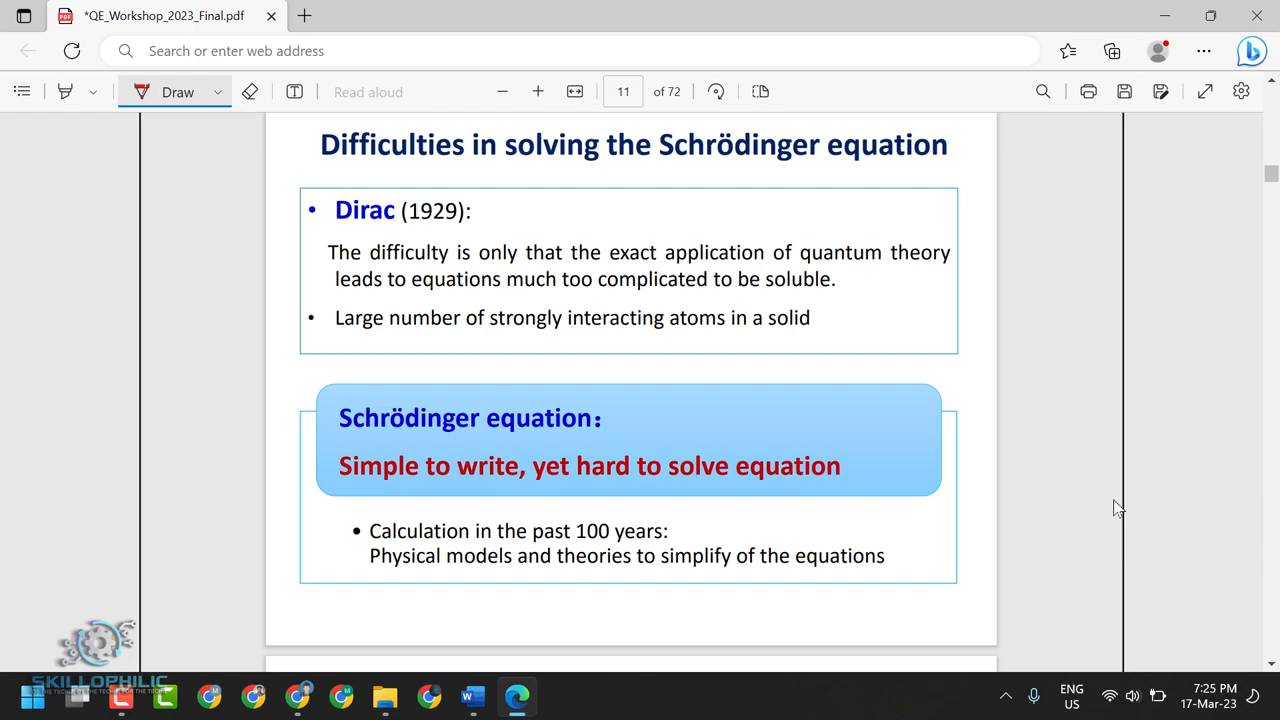 *QE_Workshop_2023_Final.pdf
Search or enter web address
Draw
Read aloud
11 of 72
Difficulties in solving the Schrödinger equation
• Dirac (1929):
The difficulty is only that the exact application of quantum theory
leads to equations much too complicated to be soluble.
• Large number of strongly interacting atoms in a solid
Schrödinger equation：
Simple to write, yet hard to solve equation
• Calculation in the past 100 years:
Physical models and theories to simplify of the equations
SKILLOPHILIC
ENG
US
7:25 PM
17-Mar-23